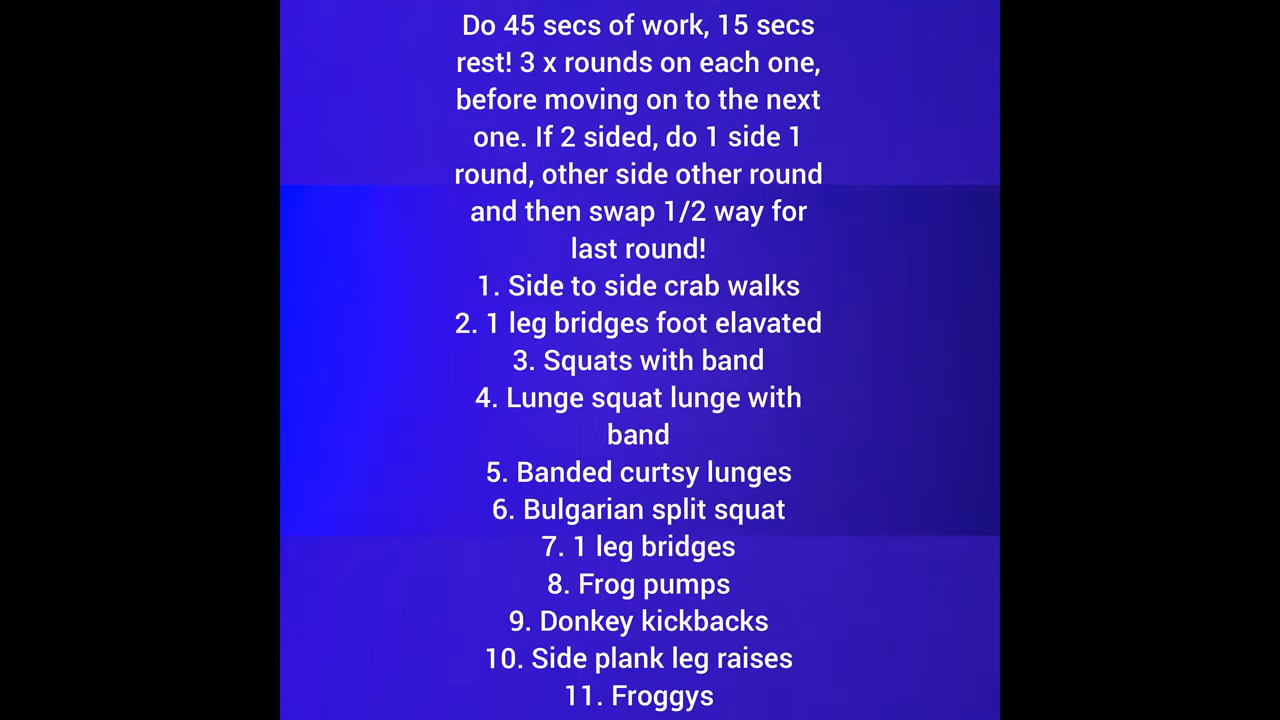 Do 45 secs of work, 15 secs
rest! 3 x rounds on each one,
before moving on to the next
one. If 2 sided, do 1 side 1
round, other side other round
and then swap 1/2 way for
last round!
1. Side to side crab walks
2. 1 leg bridges foot elavated
3. Squats with band
4. Lunge squat lunge with
band
5. Banded curtsy lunges
6. Bulgarian split squat
7. 1 leg bridges
8. Frog pumps
9. Donkey kickbacks
10. Side plank leg raises
11. Froggys